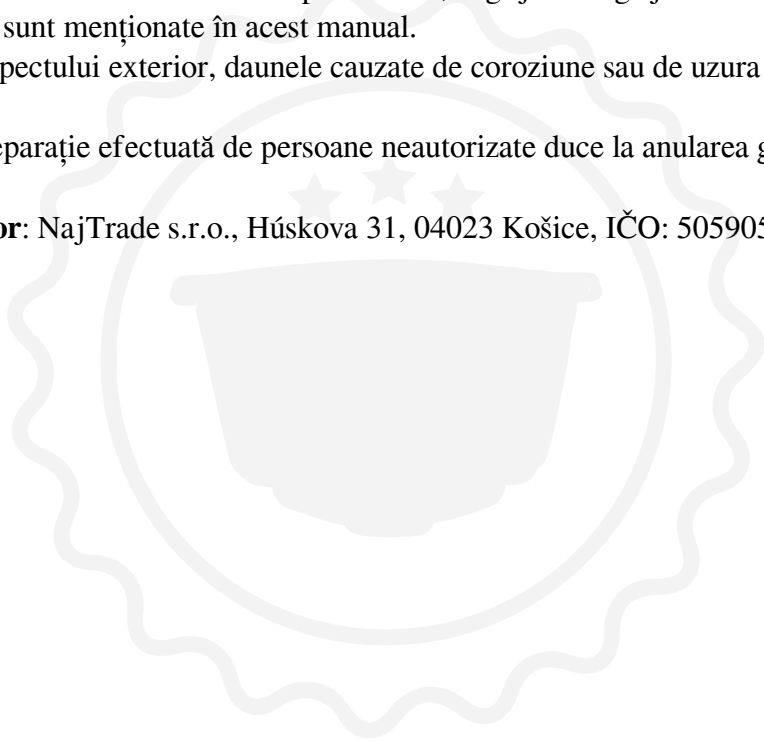 sunt menționate în acest manual.
pectului exterior, daunele cauzate de coroziune sau de uzura
eparație efectuată de persoane neautorizate duce la anularea g
or: NajTrade s.r.o., Húskova 31, 04023 Košice, IČO: 505905